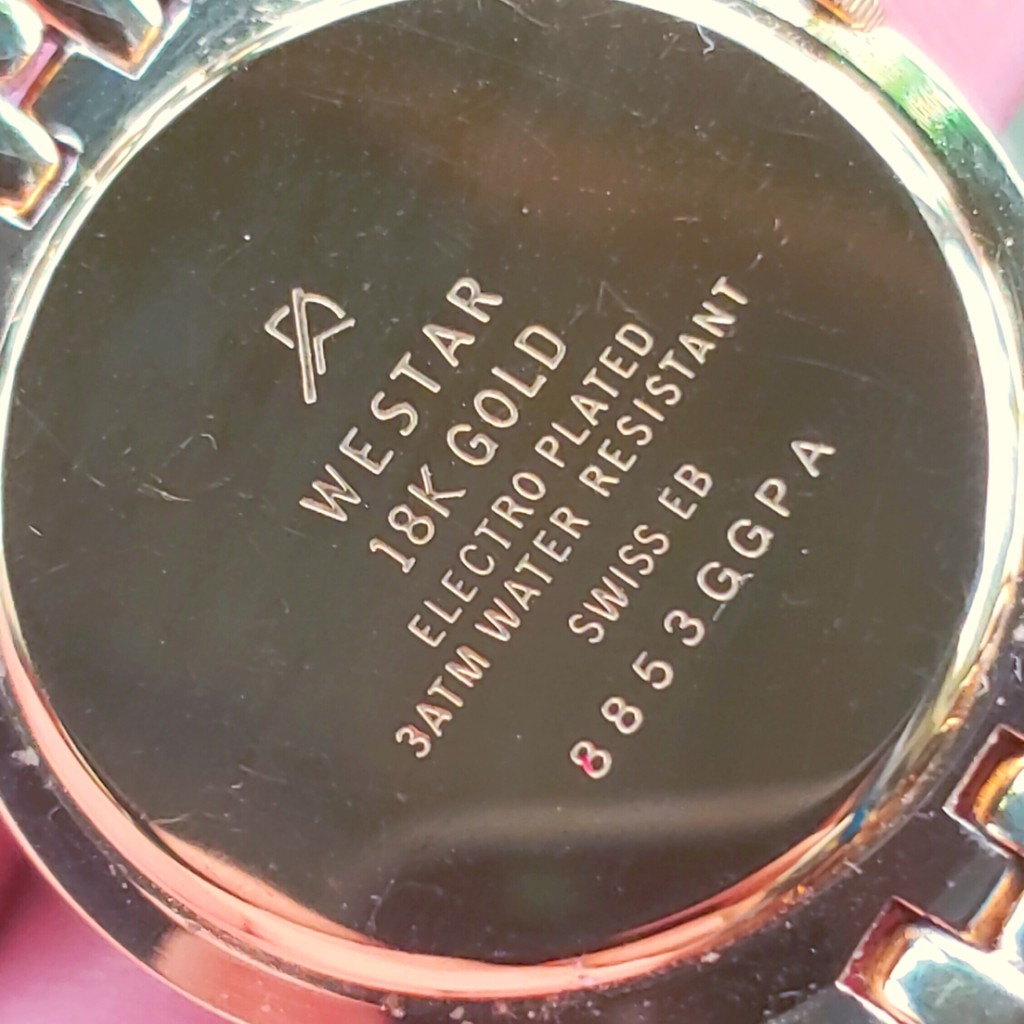 WESTAR
18K GOLD
ELECTRO PLATED
3ATM WATER RESISTANT
SWISS EB
8853GGPA